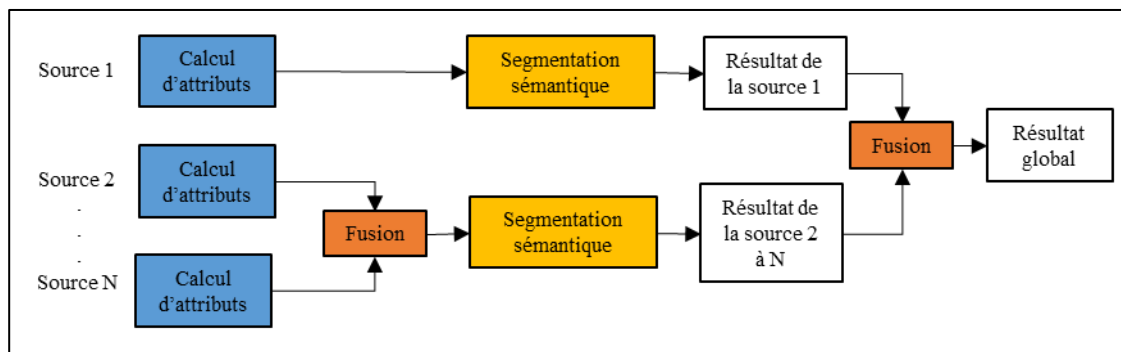 Source 1
Calcul
d'attributs
Segmentation
sémantique
Résultat de
la source 1
Fusion
Résultat
global
Source 2
.
.
.
Source N
Calcul
d'attributs
Calcul
d'attributs
Fusion
Segmentation
sémantique
Résultat de
la source 2
à N